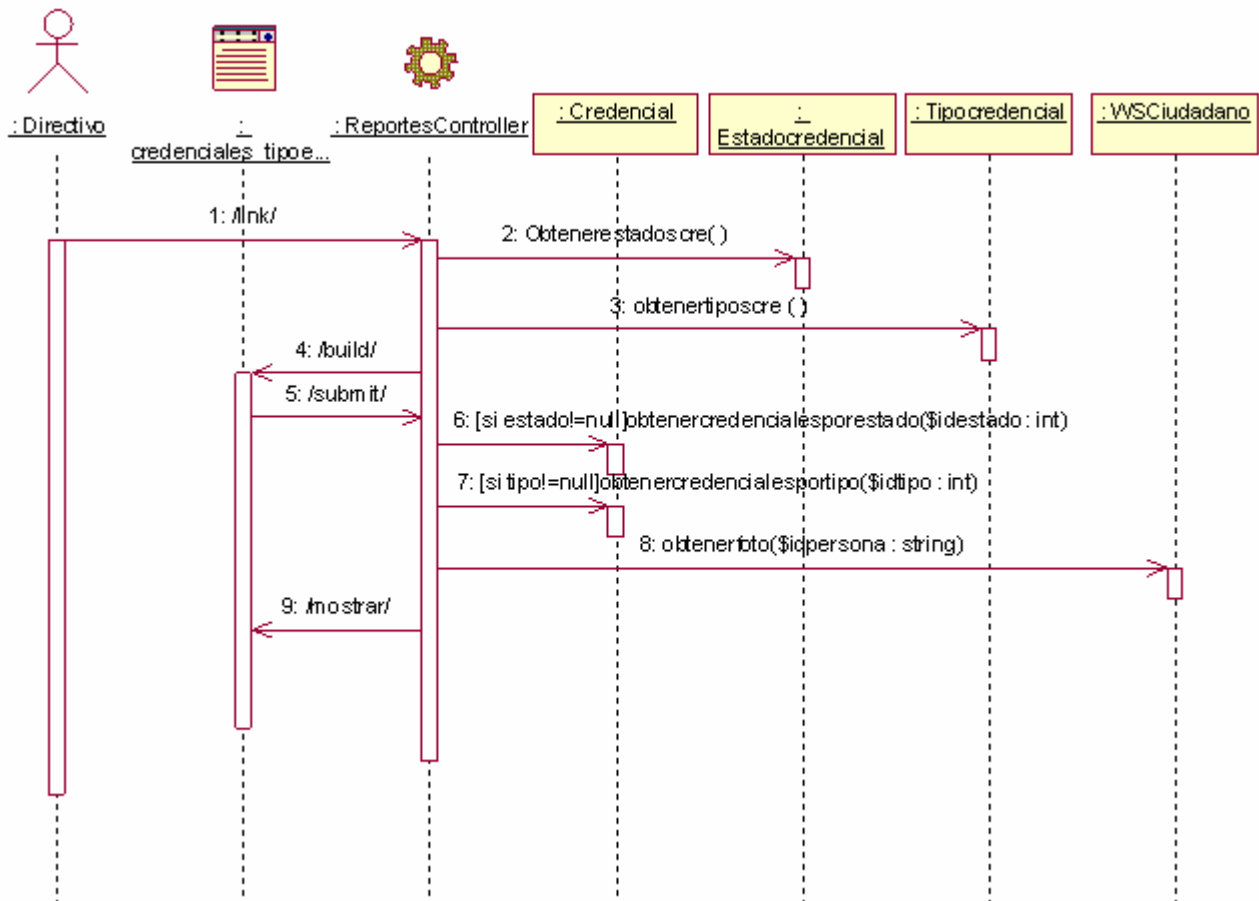 : Directivo
:
credenciales_tipoe...
: ReportesController
: Credencial
:
Estadocredencial
: Tipocredencial
: WSCiudadano
1: /link/
2: Obtenerestadoscre( )
3: obtenertiposcre ( )
4: /build/
5: /submit/
6: [si estado!=null]obtenercredencialesporestado($idestado : int)
7: [si tipo!=null]obtenercredencialesportipo($idtipo : int)
8: obtenerfoto($idpersona : string)
9: /mostrar/